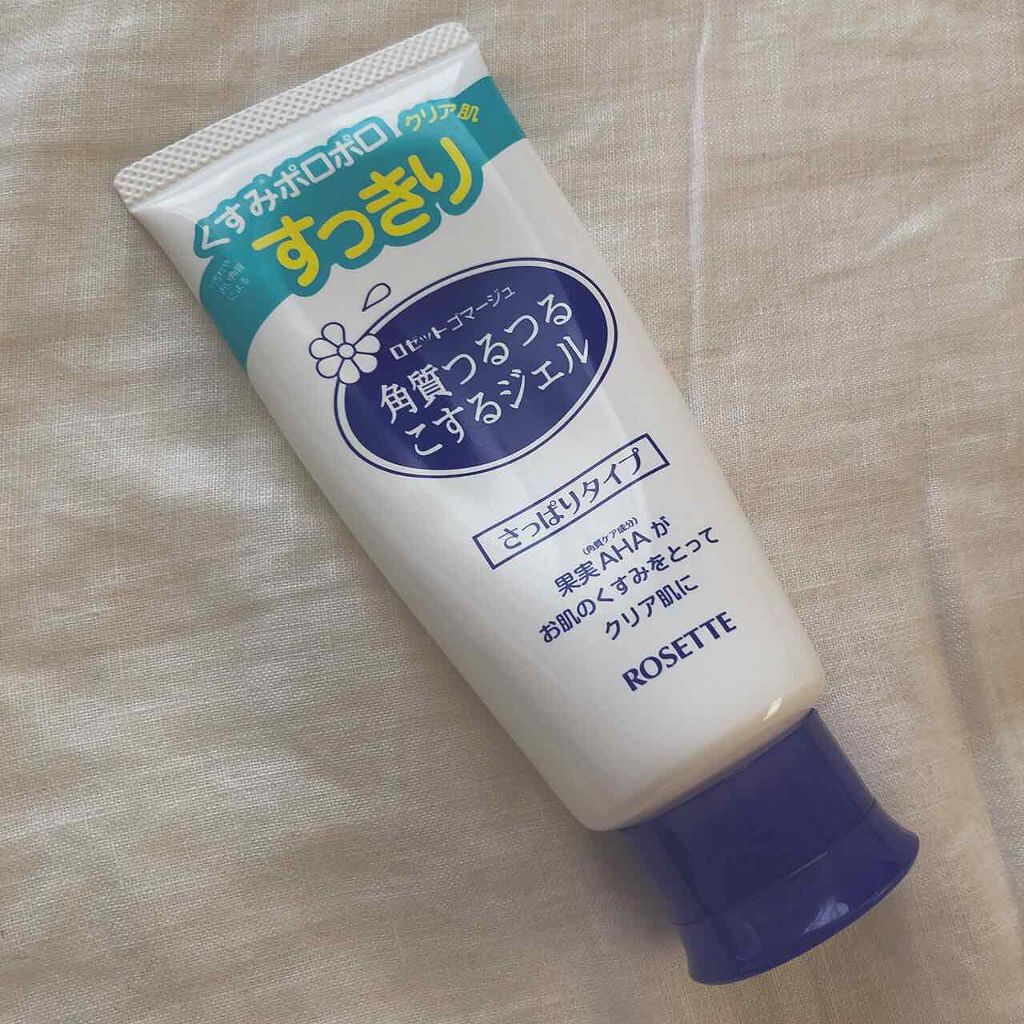 くすみポロポロ
クリア肌
すっきり
ロゼット ゴマージュ
角質つるつる
こするジェル
さっぱりタイプ
(角質ケア成分)
果実AHAが
お肌のくすみをとって
クリア肌に
ROSETTE